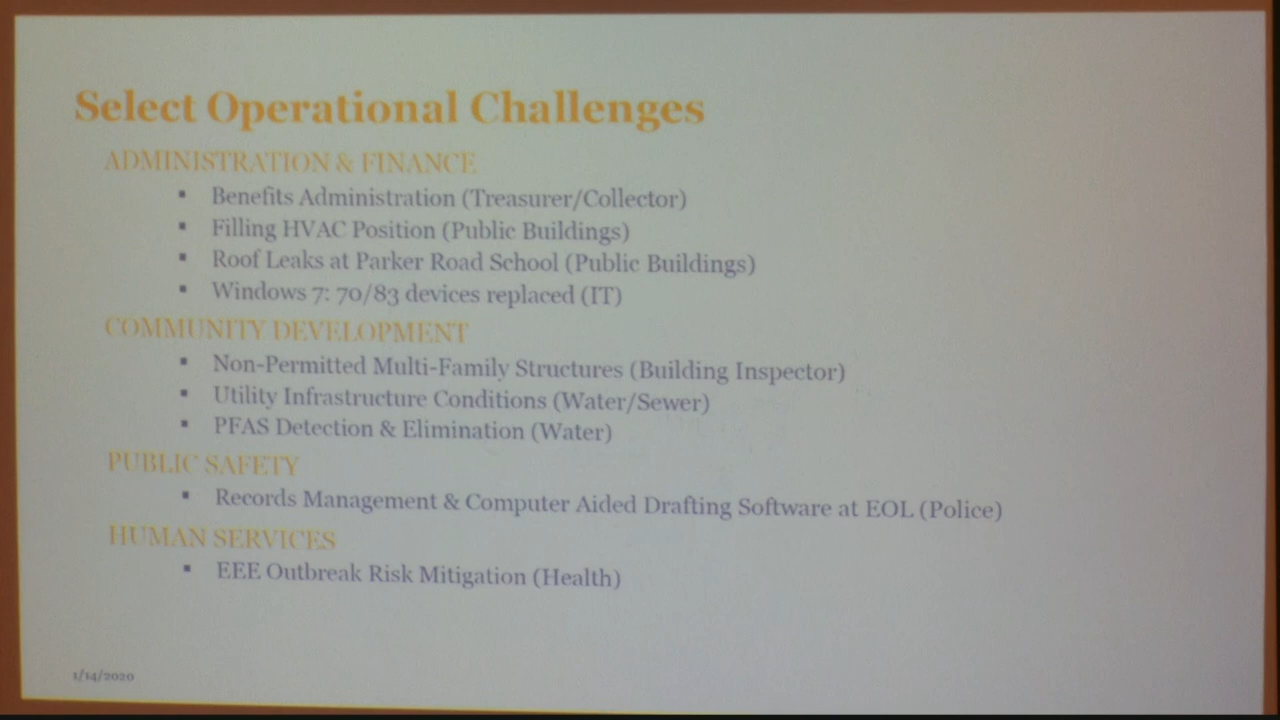 Select Operational Challenges
ADMINISTRATION & FINANCE
▪ Benefits Administration (Treasurer/Collector)
▪ Filling HVAC Position (Public Buildings)
▪ Roof Leaks at Parker Road School (Public Buildings)
▪ Windows 7: 70/83 devices replaced (IT)
COMMUNITY DEVELOPMENT
▪ Non-Permitted Multi-Family Structures (Building Inspector)
▪ Utility Infrastructure Conditions (Water/Sewer)
▪ PFAS Detection & Elimination (Water)
PUBLIC SAFETY
▪ Records Management & Computer Aided Drafting Software at EOL (Police)
HUMAN SERVICES
▪ EEE Outbreak Risk Mitigation (Health)
1/14/2020